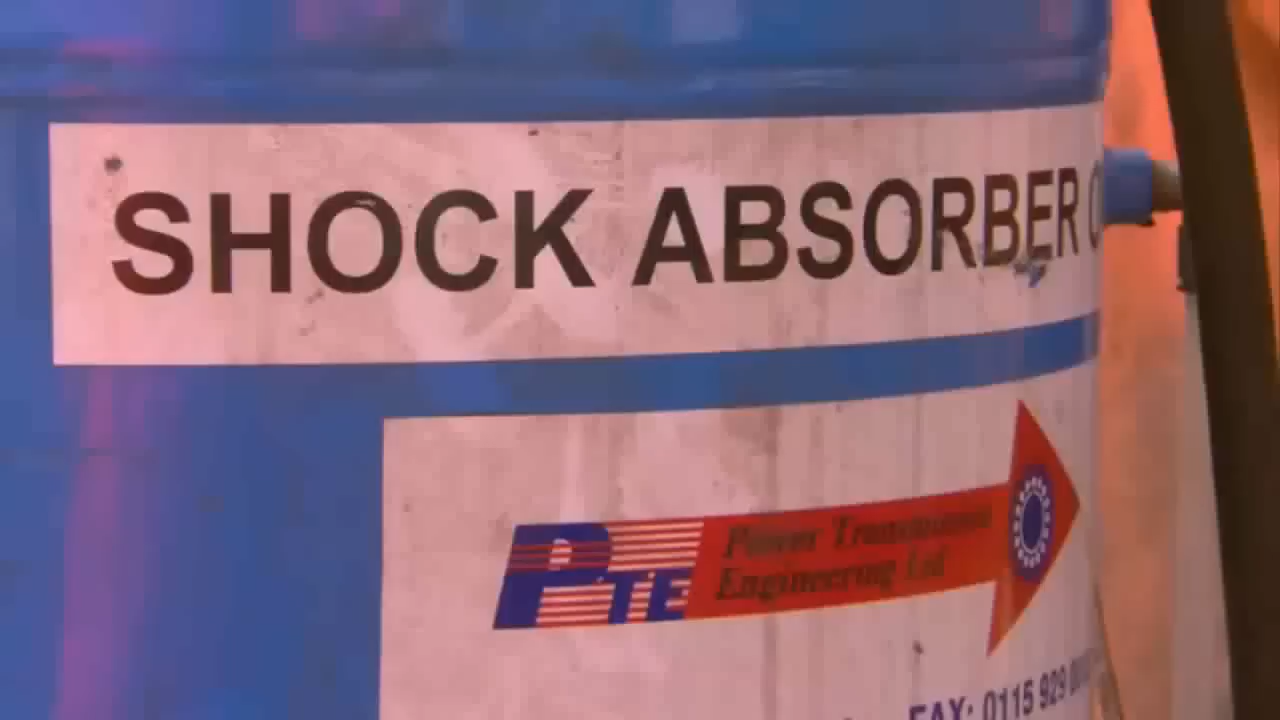 SHOCK ABSORBER
PTE
Power Transmission
Engineering Ltd
FAX: 0115 929